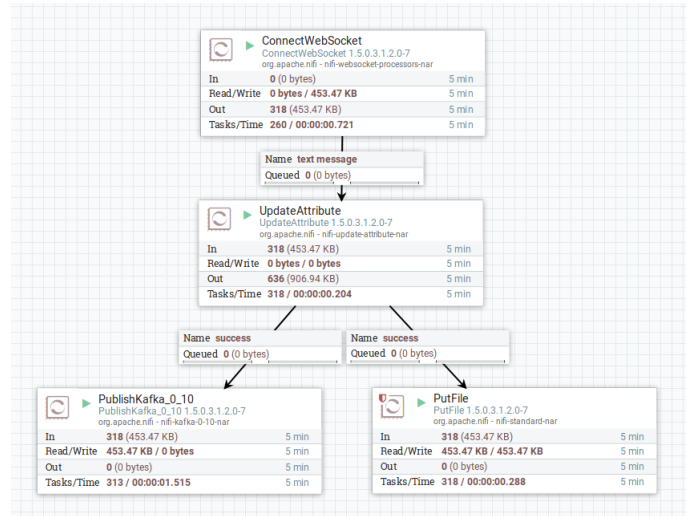 ConnectWebSocket
ConnectWebSocket 1.5.0.3.1.2.0-7
org.apache.nifi - nifi-websocket-processors-nar
In 0 (0 bytes) 5 min
Read/Write 0 bytes / 453.47 KB 5 min
Out 318 (453.47 KB) 5 min
Tasks/Time 260 / 00:00:00.721 5 min
Name text message
Queued 0 (0 bytes)
UpdateAttribute
UpdateAttribute 1.5.0.3.1.2.0-7
org.apache.nifi - nifi-update-attribute-nar
In 318 (453.47 KB) 5 min
Read/Write 0 bytes / 0 bytes 5 min
Out 636 (906.94 KB) 5 min
Tasks/Time 318 / 00:00:00.204 5 min
Name success
Queued 0 (0 bytes)
Name success
Queued 0 (0 bytes)
PublishKafka_0_10
PublishKafka_0_10 1.5.0.3.1.2.0-7
org.apache.nifi - nifi-kafka-0-10-nar
In 318 (453.47 KB) 5 min
Read/Write 453.47 KB / 0 bytes 5 min
Out 0 (0 bytes) 5 min
Tasks/Time 313 / 00:00:01.515 5 min
PutFile
PutFile 1.5.0.3.1.2.0-7
org.apache.nifi - nifi-standard-nar
In 318 (453.47 KB) 5 min
Read/Write 453.47 KB / 453.47 KB 5 min
Out 0 (0 bytes) 5 min
Tasks/Time 318 / 00:00:00.288 5 min